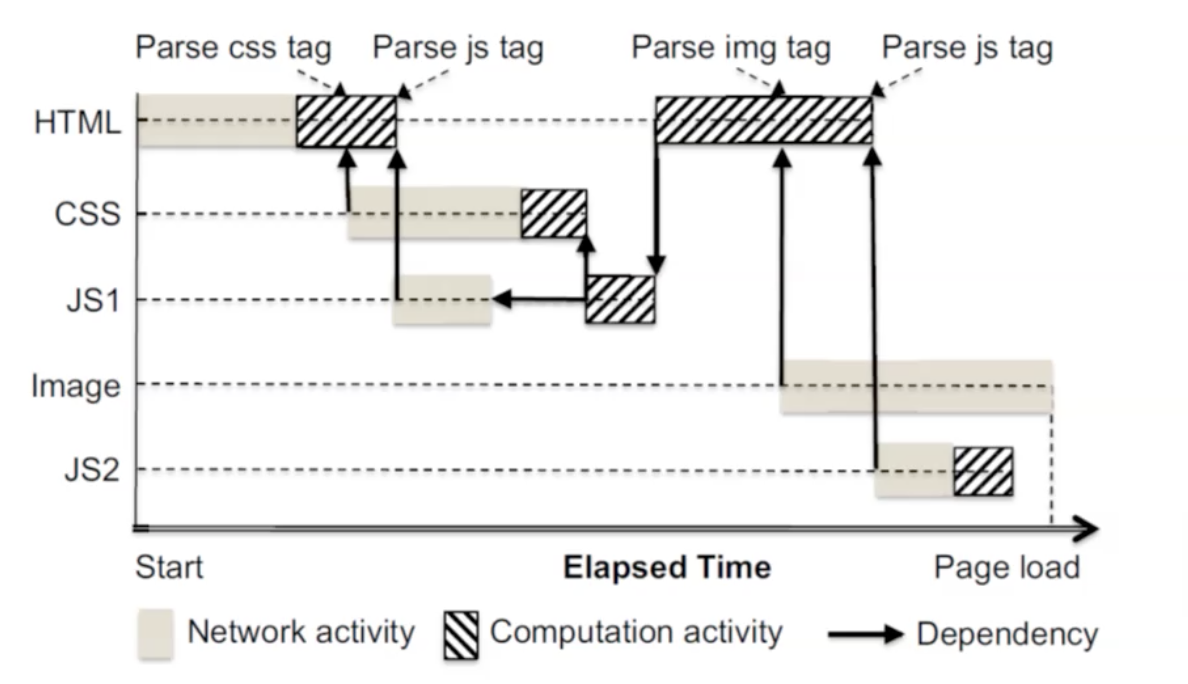 Parse css tag Parse js tag Parse img tag Parse js tag
HTML
CSS
JS1
Image
JS2
Start Elapsed Time Page load
Network activity Computation activity Dependency